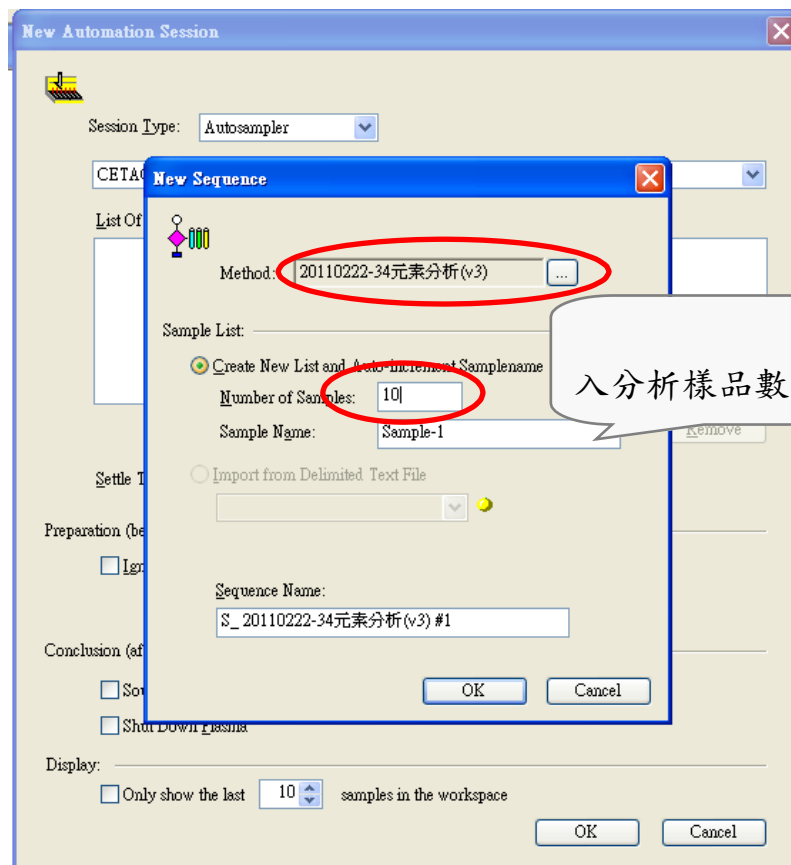 New Automation Session
Session Type: Autosampler
CETA
New Sequence
List Of
Method: 20110222-34元素分析(v3) ...
Sample List:
Create New List and Auto-increment Samplename
Number of Samples: 10
入分析樣品數
Sample Name: Sample-1
Remove
Settle T
Import from Delimited Text File
Preparation (be
Ign
Sequence Name:
S_ 20110222-34元素分析(v3) #1
Conclusion (af
Sou
OK Cancel
Shut Down Plasma
Display:
Only show the last 10 samples in the workspace
OK Cancel